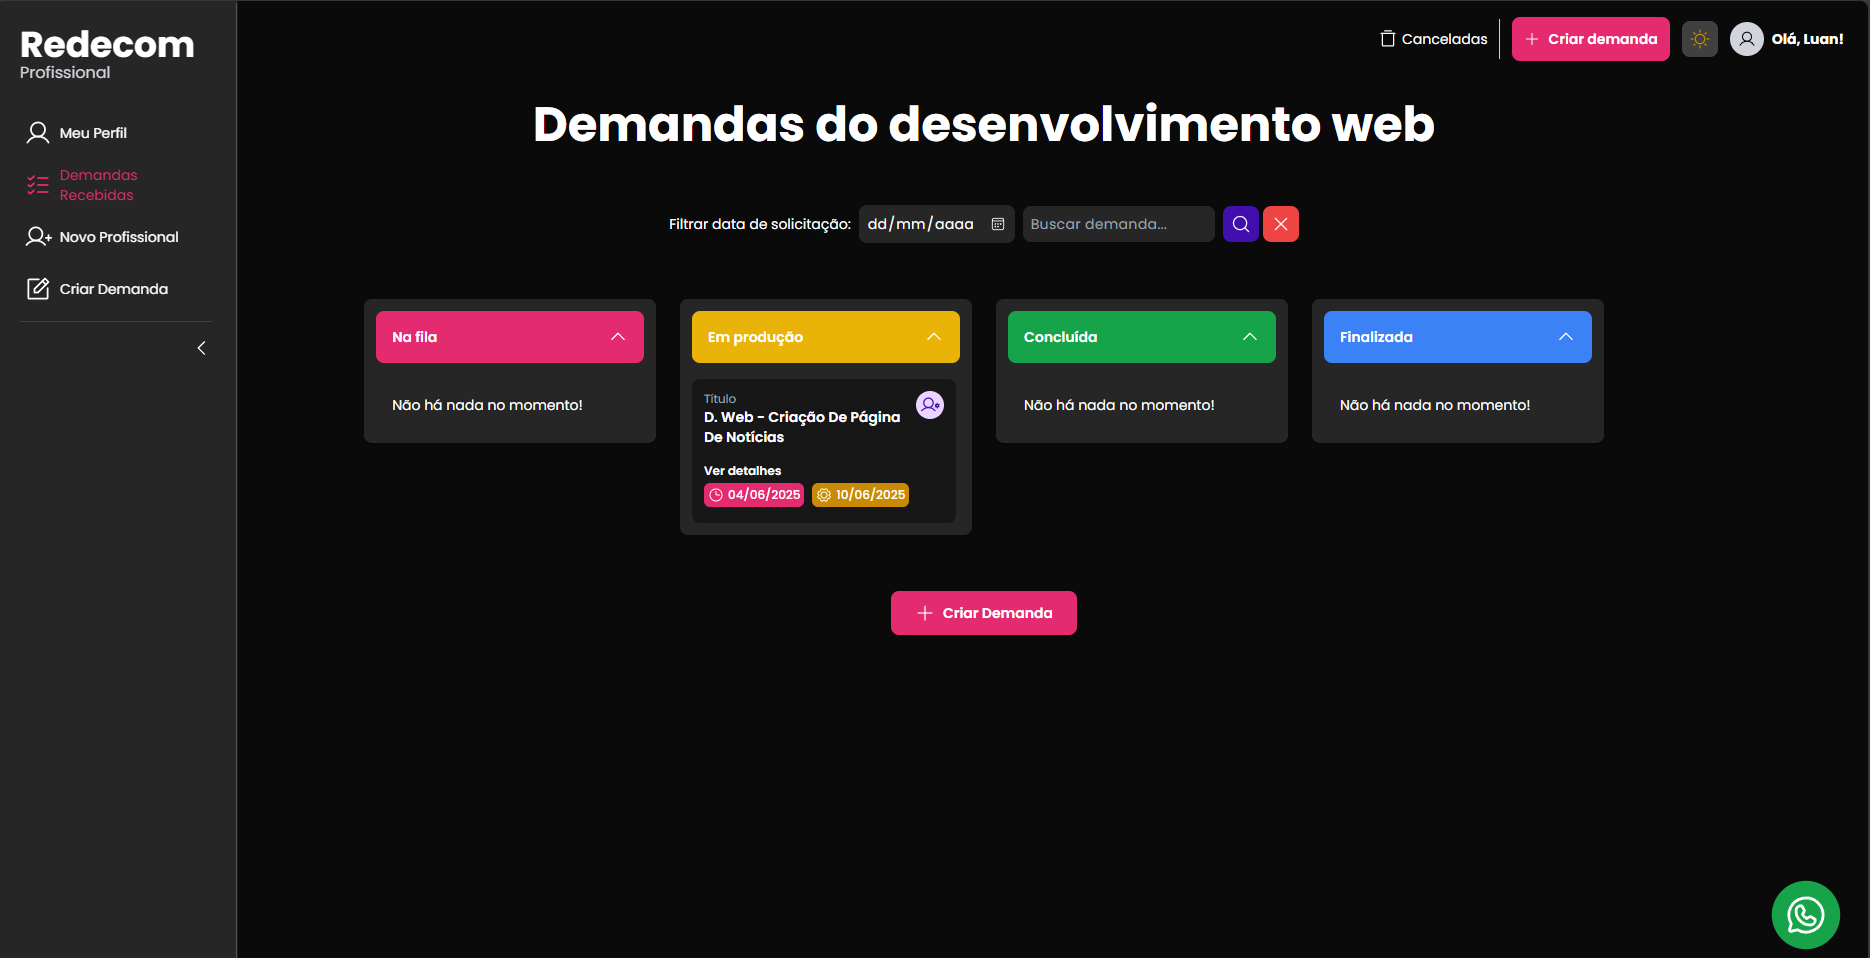 Redecom
Profissional
Meu Perfil
Demandas
Recebidas
Novo Profissional
Criar Demanda
Canceladas
Criar demanda
Olá, Luan!
Demandas do desenvolvimento web
Filtrar data de solicitação:
dd/mm/aaaa
Buscar demanda...
Na fila
Não há nada no momento!
Em produção
Título
D. Web - Criação De Página
De Notícias
Ver detalhes
04/06/2025
10/06/2025
Concluída
Não há nada no momento!
Finalizada
Não há nada no momento!
Criar Demanda